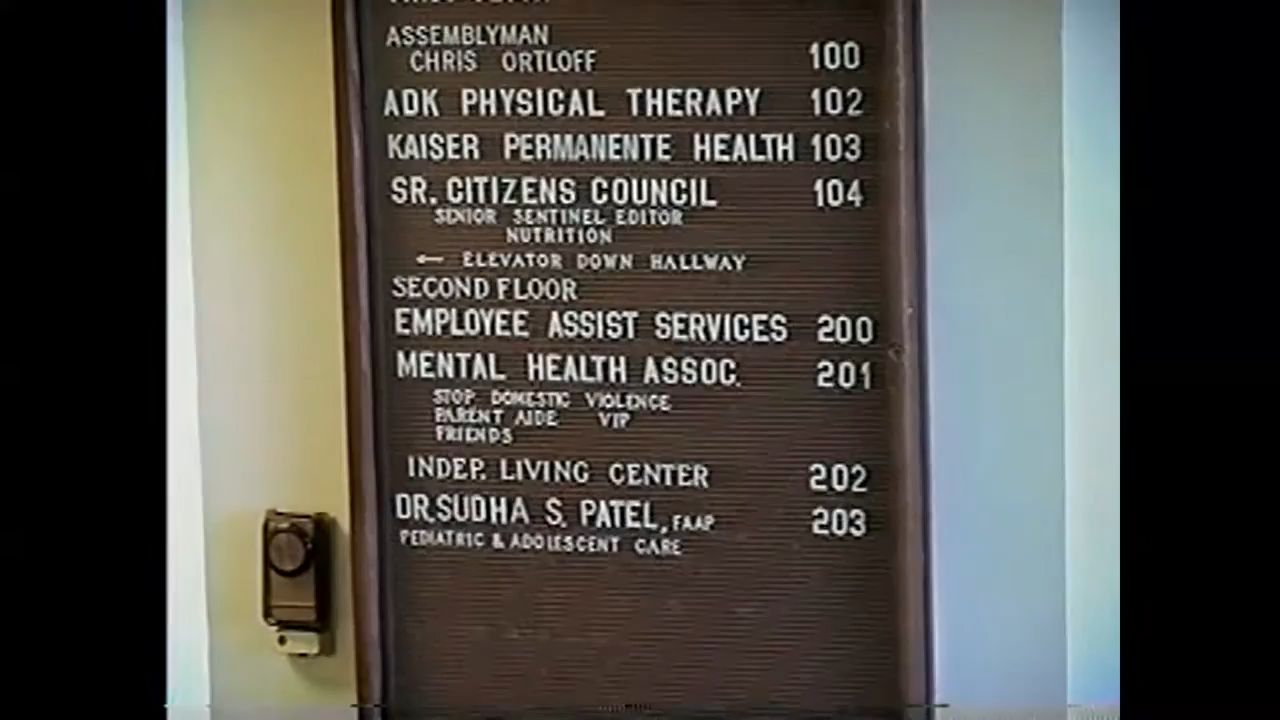 ASSEMBLYMAN
CHRIS ORTLOFF 100
ADK PHYSICAL THERAPY 102
KAISER PERMANENTE HEALTH 103
SR. CITIZENS COUNCIL 104
SENIOR SENTINEL EDITOR
NUTRITION
← ELEVATOR DOWN HALLWAY
SECOND FLOOR
EMPLOYEE ASSIST SERVICES 200
MENTAL HEALTH ASSOC. 201
STOP DOMESTIC VIOLENCE
PARENT AIDE VIP
FRIENDS
INDEP. LIVING CENTER 202
DR. SUDHA S. PATEL, FAAP 203
PEDIATRIC & ADOLESCENT CARE